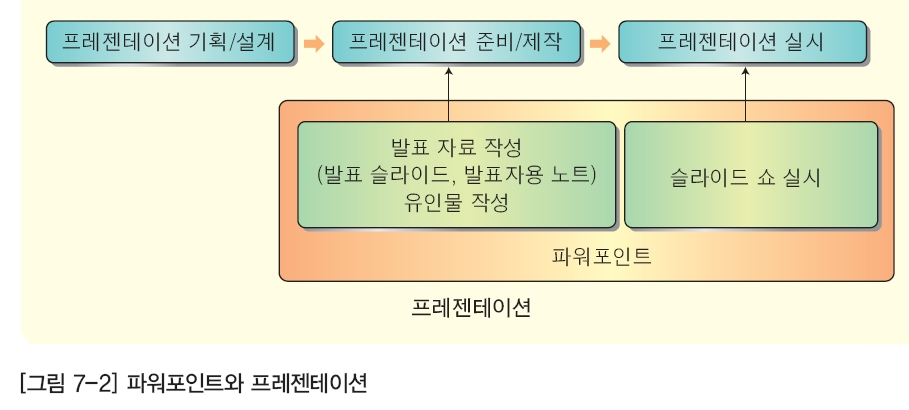 프레젠테이션 기획/설계
프레젠테이션 준비/제작
프레젠테이션 실시
발표 자료 작성
(발표 슬라이드, 발표자용 노트)
유인물 작성
슬라이드 쇼 실시
파워포인트
프레젠테이션
[그림 7-2] 파워포인트와 프레젠테이션